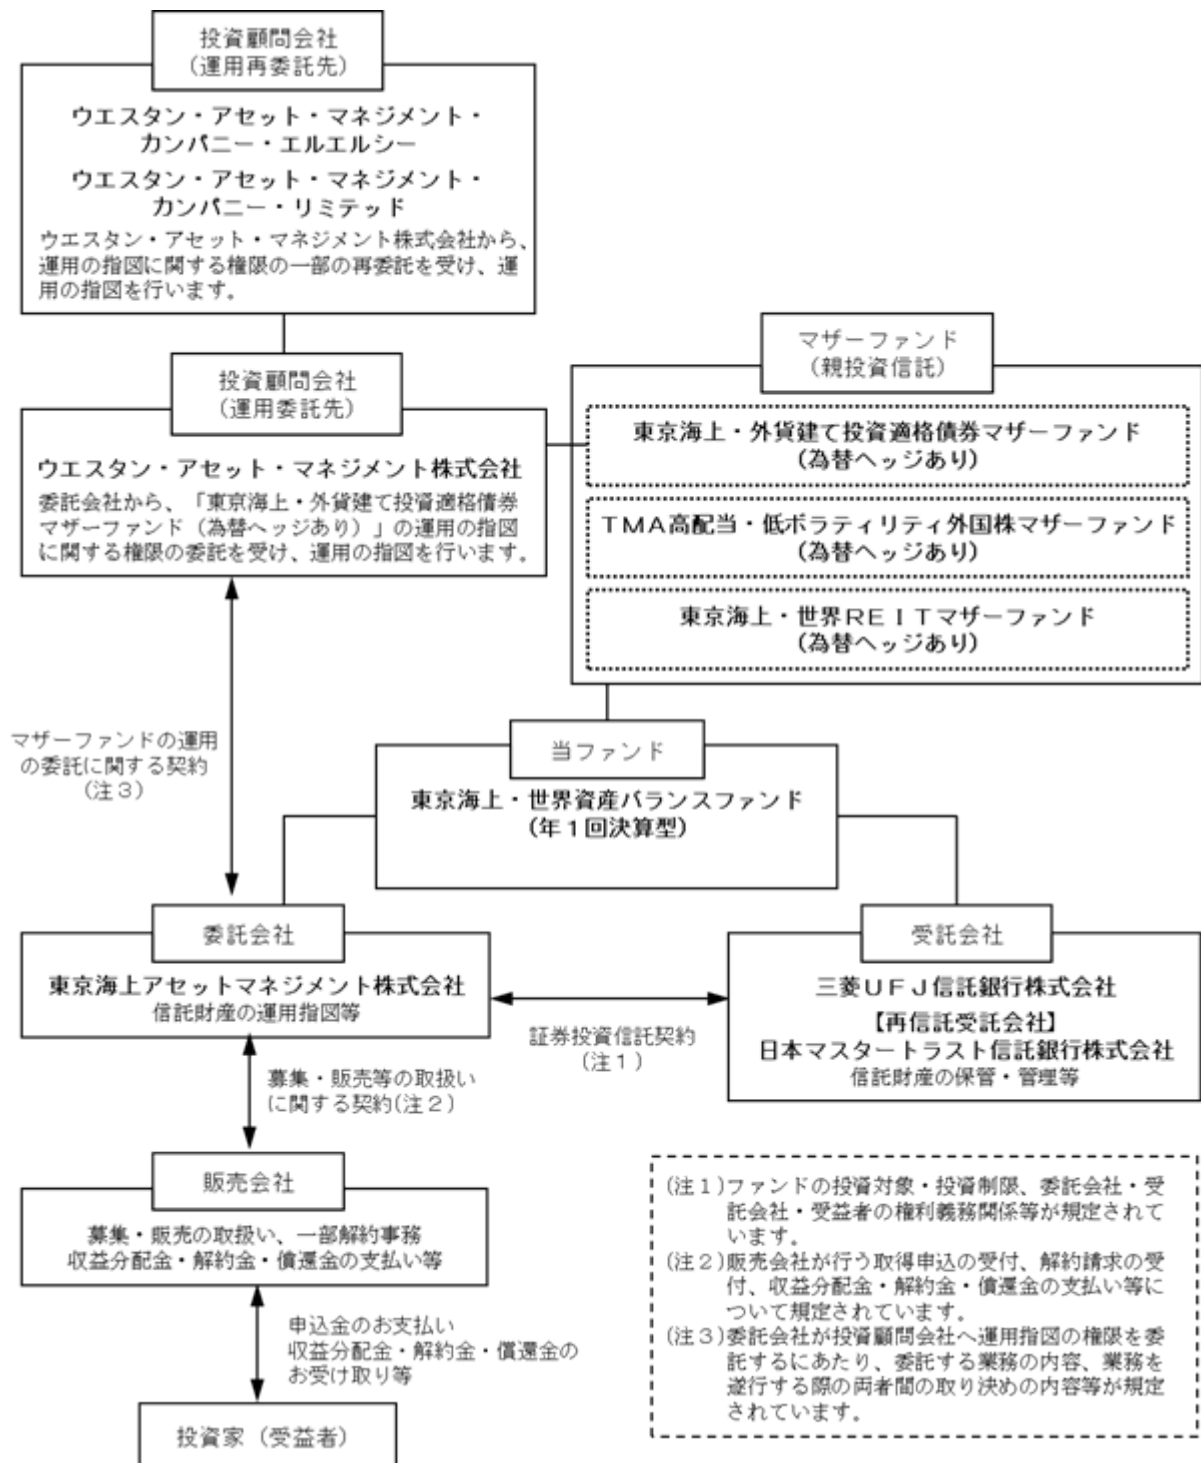 投資顧問会社
(運用再委託先)
ウエスタン・アセット・マネジメント・
カンパニー・エルエルシー
ウエスタン・アセット・マネジメント・
カンパニー・リミテッド
ウエスタン・アセット・マネジメント株式会社から、
運用の指図に関する権限の一部の再委託を受け、運
用の指図を行います。
投資顧問会社
(運用委託先)
ウエスタン・アセット・マネジメント株式会社
委託会社から、「東京海上・外貨建て投資適格債券
マザーファンド（為替ヘッジあり）」の運用の指図
に関する権限の委託を受け、運用の指図を行います。
マザーファンド
(親投資信託)
東京海上・外貨建て投資適格債券マザーファンド
(為替ヘッジあり)
ＴＭＡ高配当・低ボラティリティ外国株マザーファンド
(為替ヘッジあり)
東京海上・世界ＲＥＩＴマザーファンド
(為替ヘッジあり)
マザーファンドの運用
の委託に関する契約
(注３)
当ファンド
東京海上・世界資産バランスファンド
(年１回決算型)
委託会社
東京海上アセットマネジメント株式会社
信託財産の運用指図等
証券投資信託契約
(注１)
受託会社
三菱ＵＦＪ信託銀行株式会社
【再信託受託会社】
日本マスタートラスト信託銀行株式会社
信託財産の保管・管理等
募集・販売等の取扱い
に関する契約(注２)
販売会社
募集・販売の取扱い、一部解約事務
収益分配金・解約金・償還金の支払い等
申込金のお支払い
収益分配金・解約金・償還金の
お受け取り等
投資家（受益者）
(注１)ファンドの投資対象・投資制限、委託会社・受
託会社・受益者の権利義務関係等が規定されて
います。
(注２)販売会社が行う取得申込の受付、解約請求の受
付、収益分配金・解約金・償還金の支払い等に
ついて規定されています。
(注３)委託会社が投資顧問会社へ運用指図の権限を委
託するにあたり、委託する業務の内容、業務を
遂行する際の両者間の取り決めの内容等が規定
されています。